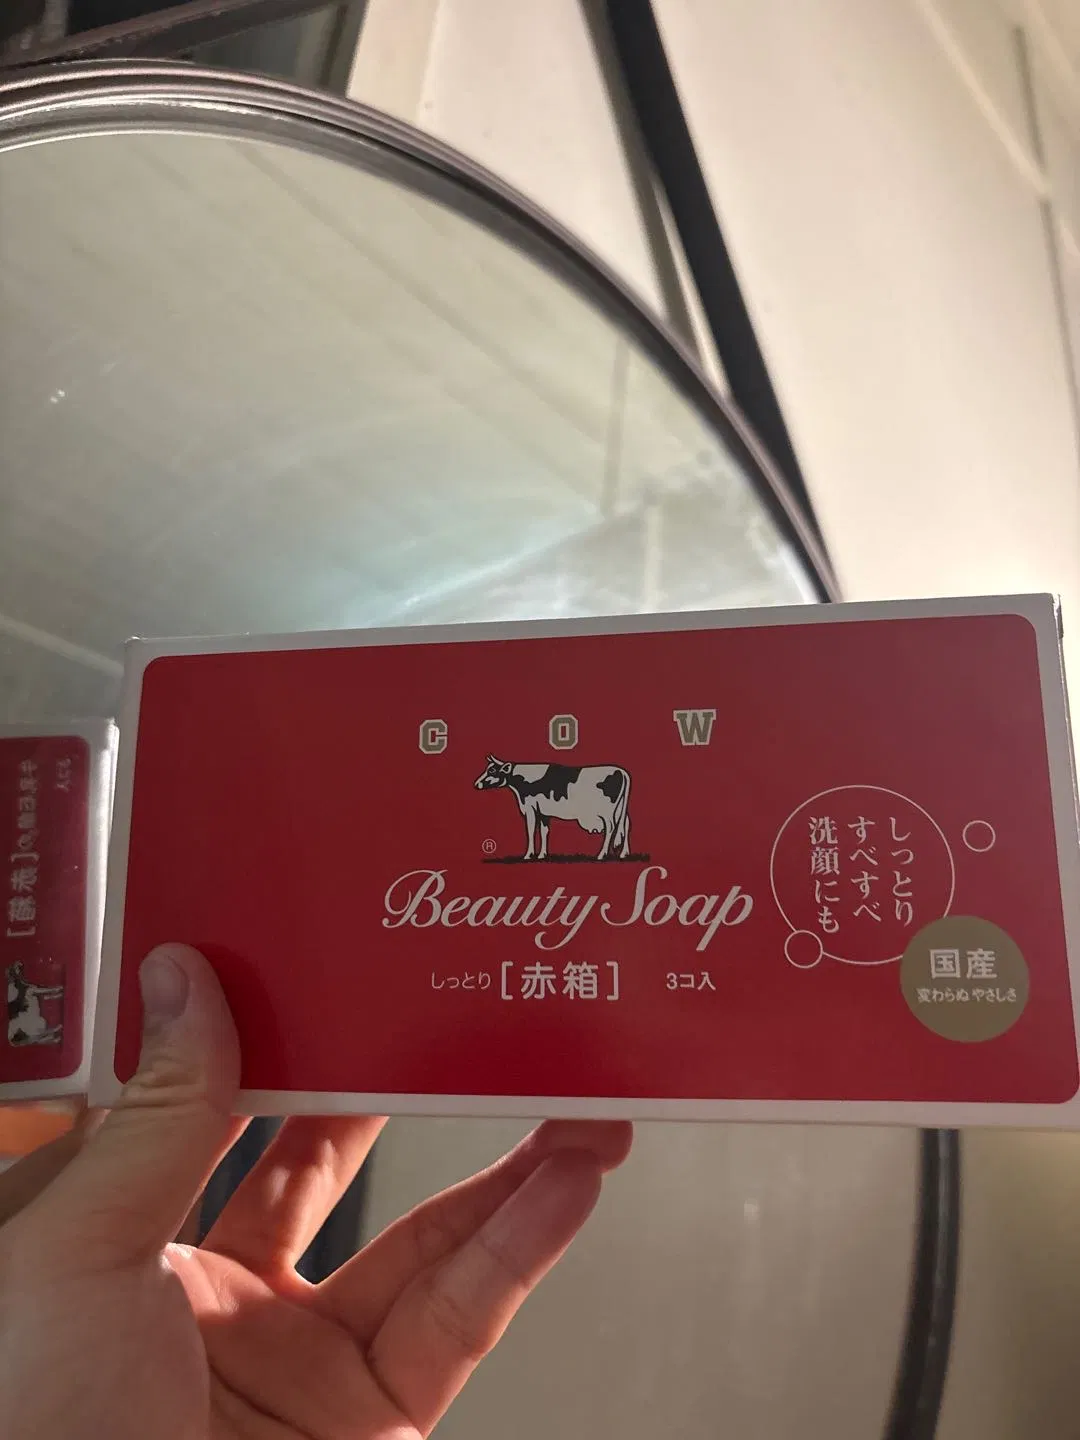 C O W
®
Beauty Soap
しっとり [赤箱] 3コ入
しっとり
すべすべ
洗顔にも
国産
変わらぬ やさしさ